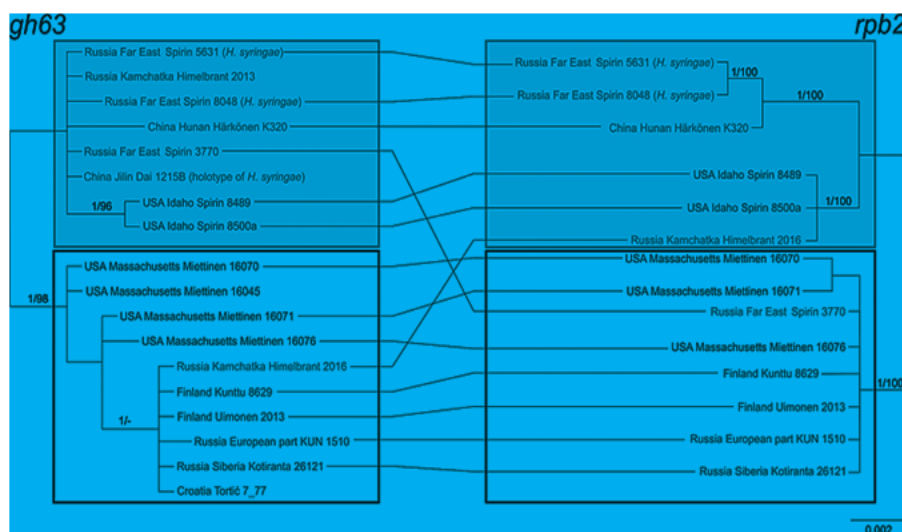 gh63
rpb2
Russia Far East Spirin 5631 (H. syringae)
Russia Kamchatka Himelbrant 2013
Russia Far East Spirin 8048 (H. syringae)
China Hunan Härkönen K320
Russia Far East Spirin 3770
China Jilin Dai 1215B (holotype of H. syringae)
1/96
USA Idaho Spirin 8489
USA Idaho Spirin 8500a
1/98
USA Massachusetts Miettinen 16070
USA Massachusetts Miettinen 16045
USA Massachusetts Miettinen 16071
USA Massachusetts Miettinen 16076
Russia Kamchatka Himelbrant 2016
Finland Kunttu 8629
1/-
Finland Uimonen 2013
Russia European part KUN 1510
Russia Siberia Kotiranta 26121
Croatia Tortić 7_77
Russia Far East Spirin 5631 (H. syringae)
1/100
Russia Far East Spirin 8048 (H. syringae)
1/100
China Hunan Härkönen K320
USA Idaho Spirin 8489
1/100
USA Idaho Spirin 8500a
Russia Kamchatka Himelbrant 2016
USA Massachusetts Miettinen 16070
USA Massachusetts Miettinen 16071
Russia Far East Spirin 3770
USA Massachusetts Miettinen 16076
Finland Kunttu 8629
1/100
Finland Uimonen 2013
Russia European part KUN 1510
Russia Siberia Kotiranta 26121
0.002